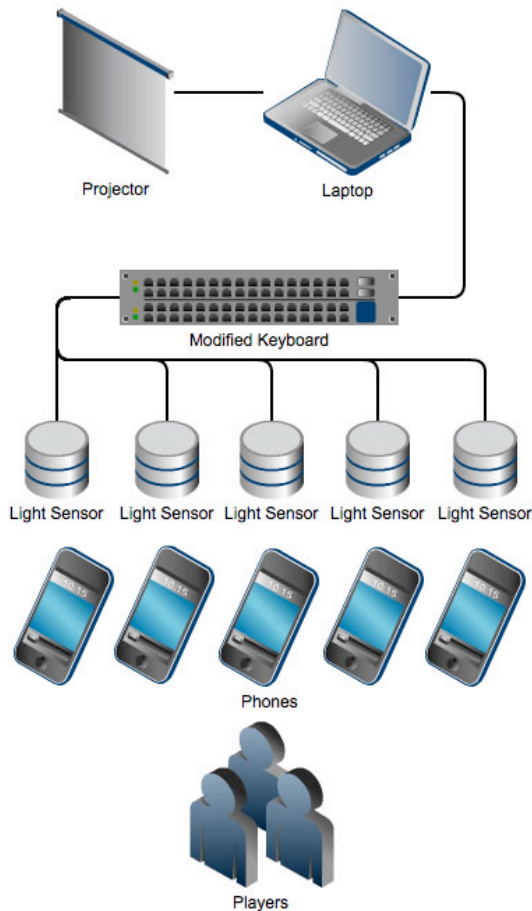 Projector
Laptop
Modified Keyboard
Light Sensor
Light Sensor
Light Sensor
Light Sensor
Light Sensor
10:15
10:15
10:15
10:15
10:15
Phones
Players